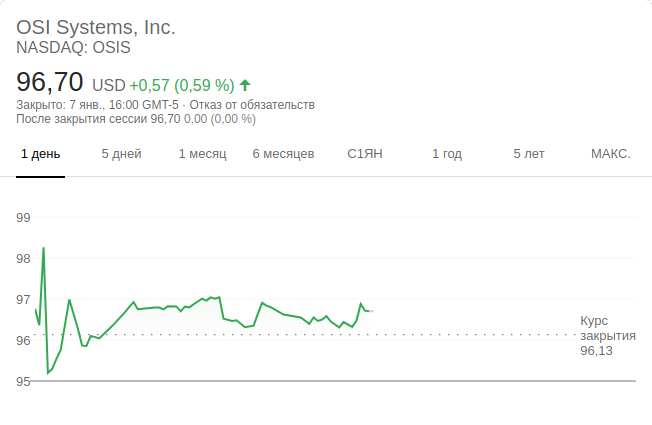 OSI Systems, Inc.
NASDAQ: OSIS
96,70 USD +0,57 (0,59 %)
Закрыто: 7 янв., 16:00 GMT-5 · Отказ от обязательств
После закрытия сессии 96,70 0,00 (0,00 %)
1 день 5 дней 1 месяц 6 месяцев С1ЯН 1 год 5 лет МАКС.
99
98
97
96
95
Курс
закрытия
96,13